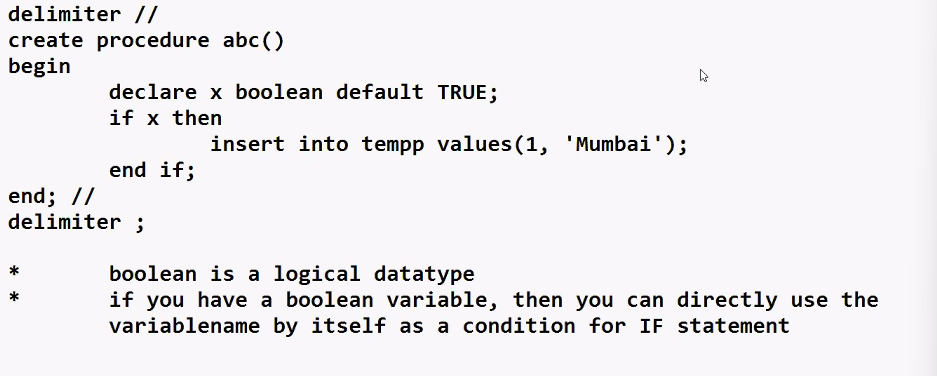 delimiter //
create procedure abc()
begin
        declare x boolean default TRUE;
        if x then
                insert into tempp values(1, 'Mumbai');
        end if;
end; //
delimiter ;

*       boolean is a logical datatype
*       if you have a boolean variable, then you can directly use the
        variablename by itself as a condition for IF statement